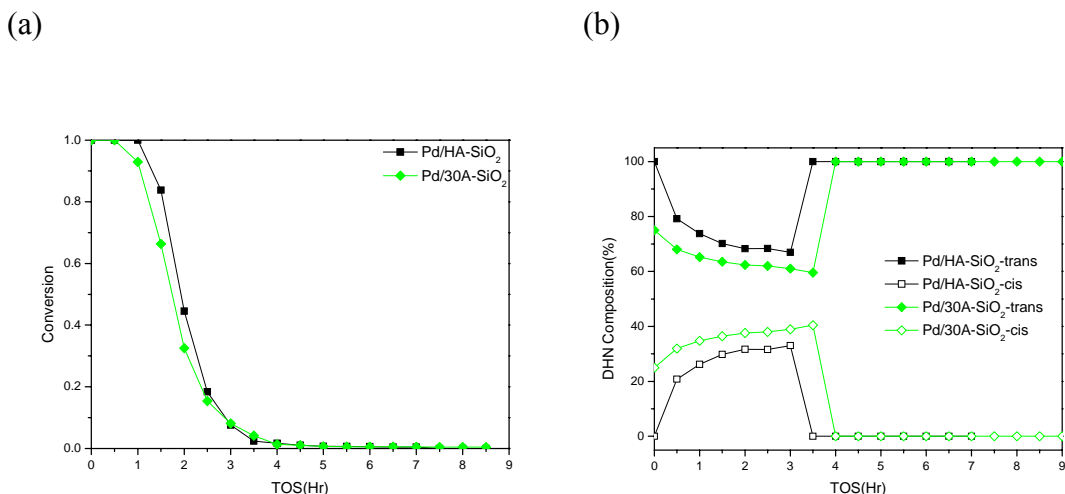 (a)
(b)
1.0
0.8
0.6
0.4
0.2
0.0
Conversion
0 1 2 3 4 5 6 7 8 9
TOS(Hr)
Pd/HA-SiO2
Pd/30A-SiO2
100
80
60
40
20
0
DHN Composition(%)
0 1 2 3 4 5 6 7 8 9
TOS(Hr)
Pd/HA-SiO2-trans
Pd/HA-SiO2-cis
Pd/30A-SiO2-trans
Pd/30A-SiO2-cis